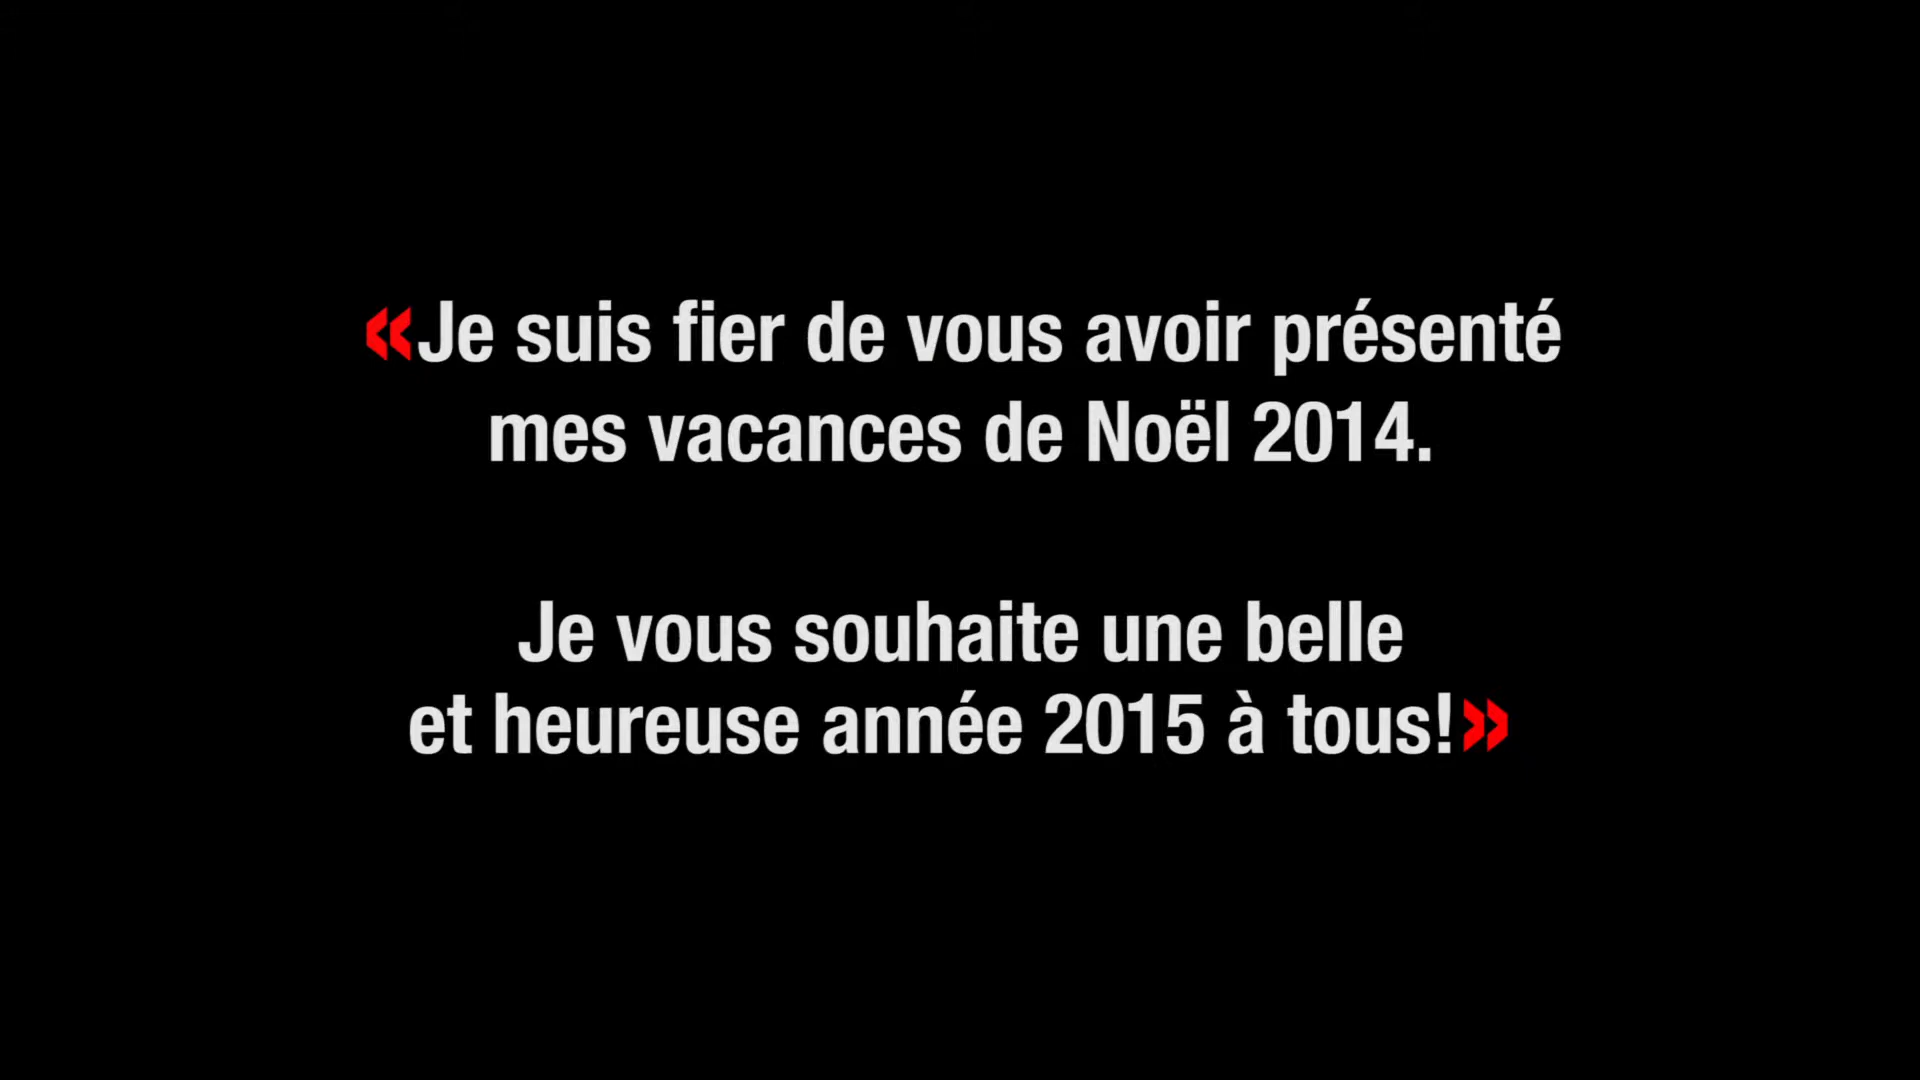 «Je suis fier de vous avoir présenté
mes vacances de Noël 2014.
Je vous souhaite une belle
et heureuse année 2015 à tous!»